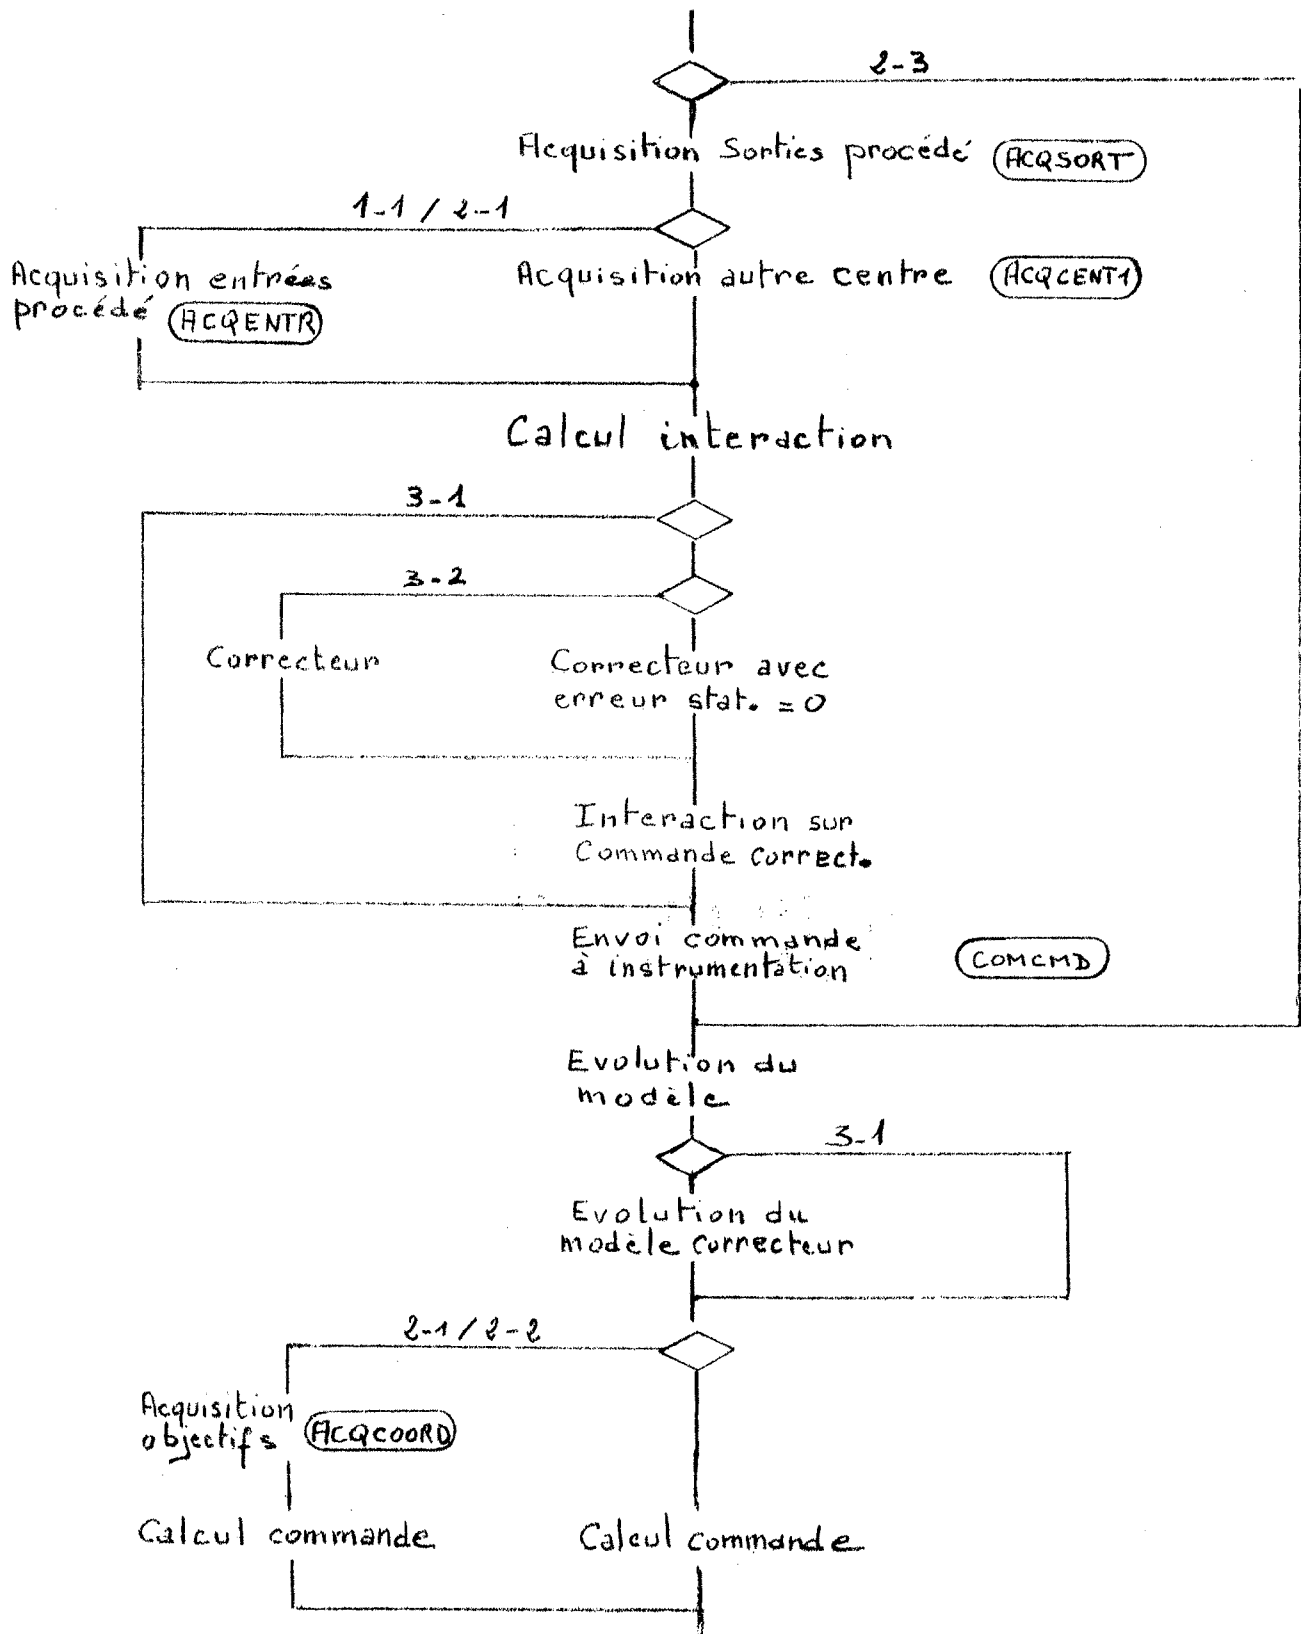 2-3
Acquisition Sorties procédé ACQSORT
1-1 / 2-1
Acquisition entrées
procédé ACQENTR
Acquisition autre centre ACQCENT1
Calcul interaction
3-1
3-2
Correcteur
Correcteur avec
erreur stat. = 0
Interaction sur
Commande correct.
Envoi commande
à instrumentation
COMCMD
Evolution du
modèle
3-1
Evolution du
modèle correcteur
2-1 / 2-2
Acquisition
objectifs ACQCOORD
Calcul commande
Calcul commande